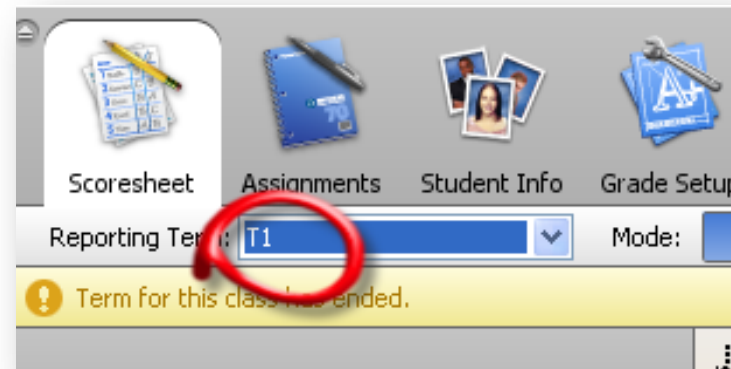 Scoresheet Assignments Student Info Grade Setup
Reporting Term: T1 Mode:
Term for this class has ended.